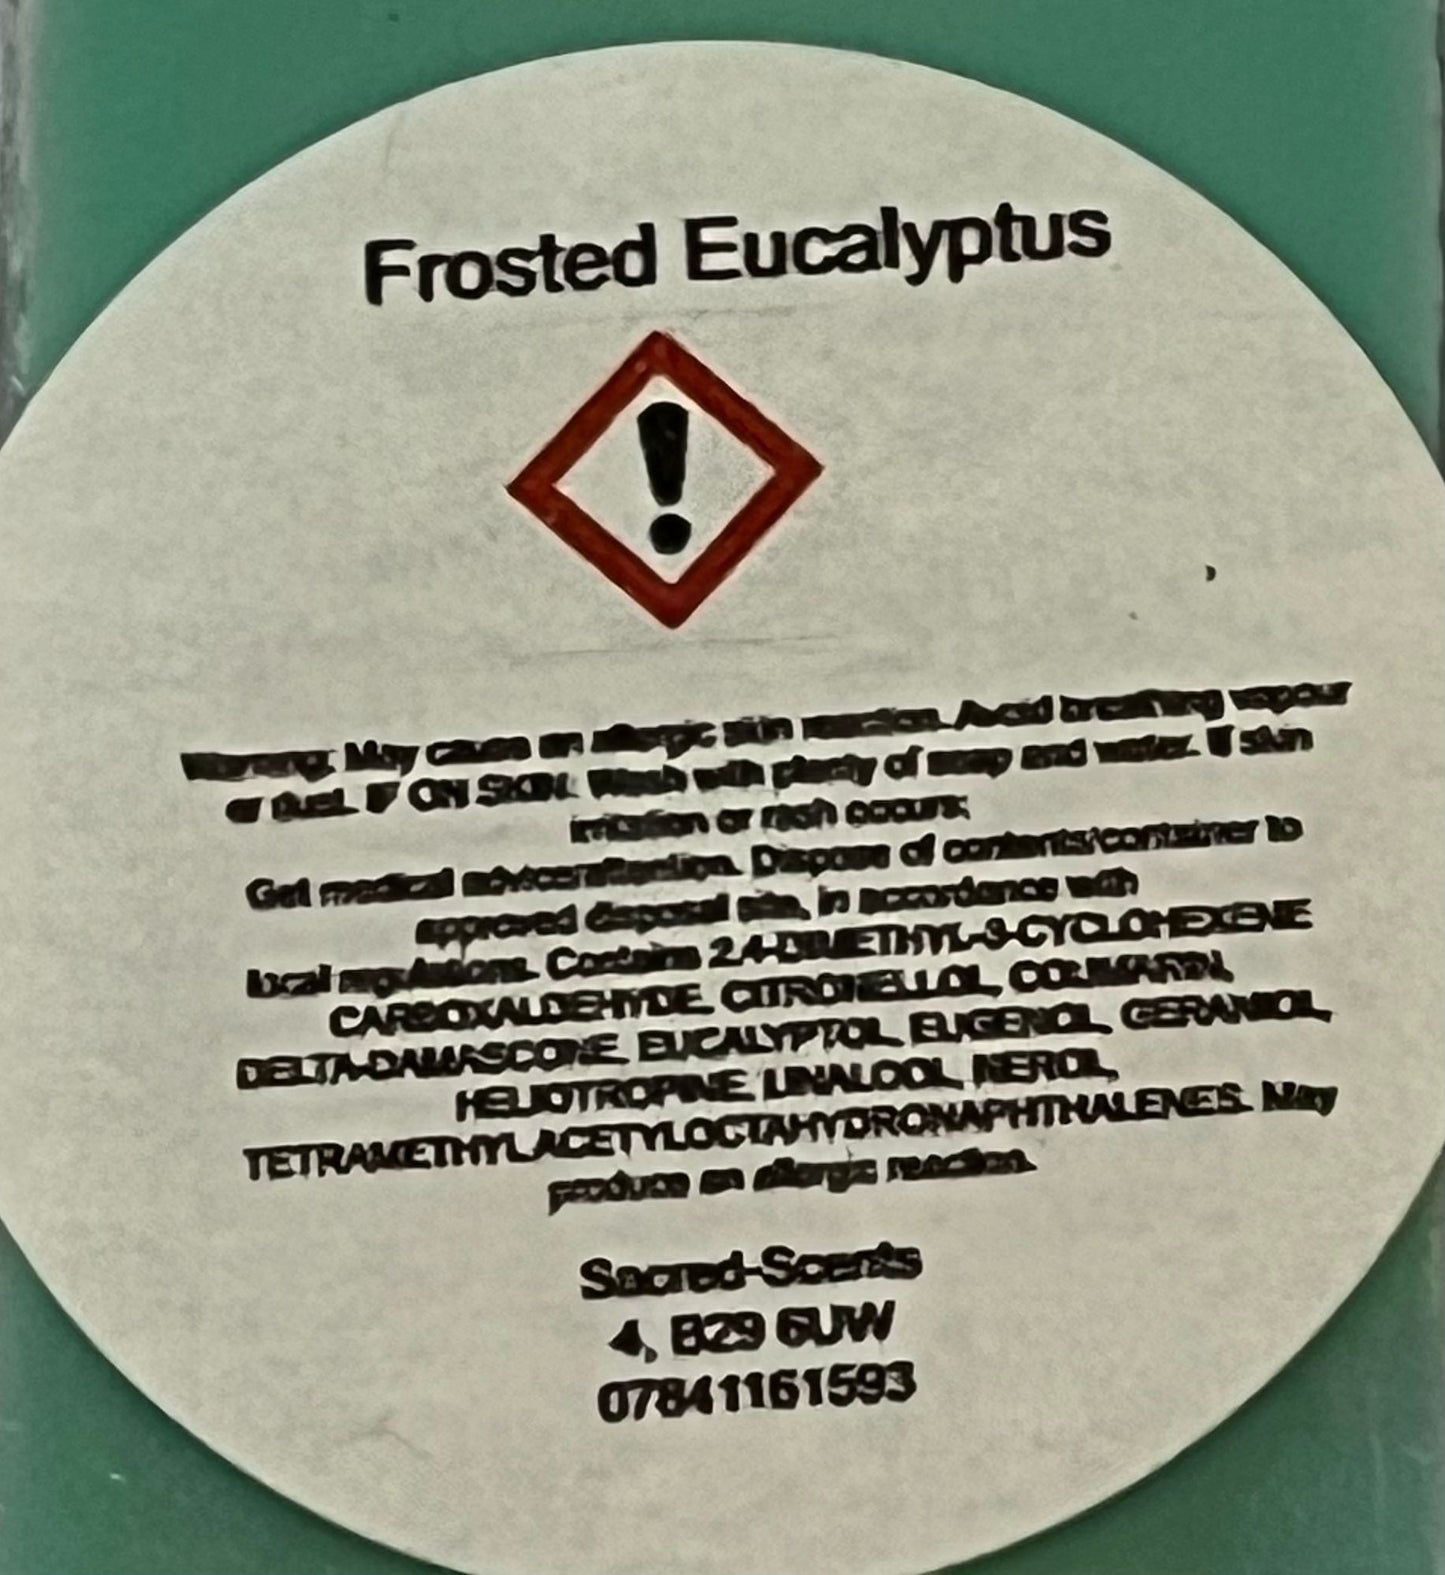 Frosted Eucalyptus
Warning: May cause an allergic skin reaction. Avoid breathing vapour
or dust. IF ON SKIN: Wash with plenty of soap and water. If skin
irritation or rash occurs:
Get medical advice/attention. Dispose of contents/container to
approved disposal site, in accordance with
local regulations. Contains 2,4-DIMETHYL-3-CYCLOHEXENE
CARBOXALDEHYDE, CITRONELLOL, COUMARIN,
DELTA-DAMASCONE, EUCALYPTOL, EUGENOL, GERANIOL,
HELIOTROPINE, LINALOOL, NEROL,
TETRAMETHYLACETYLOCTAHYDRONAPHTHALENES. May
produce an allergic reaction.
Sacred-Scents
4, B29 6UW
07841161593